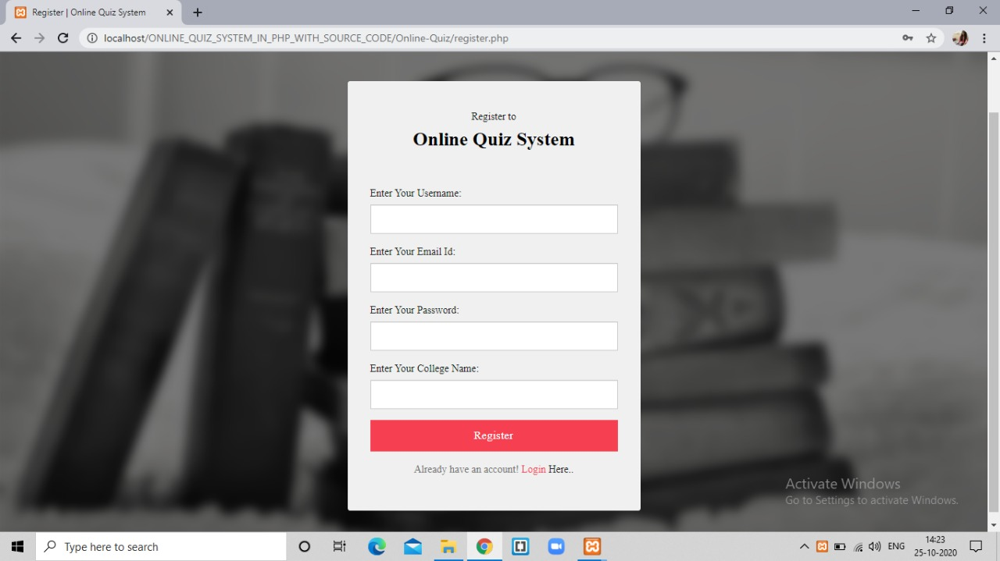 Register | Online Quiz System
localhost/ONLINE_QUIZ_SYSTEM_IN_PHP_WITH_SOURCE_CODE/Online-Quiz/register.php
Register to
Online Quiz System
Enter Your Username:
Enter Your Email Id:
Enter Your Password:
Enter Your College Name:
Register
Already have an account! Login Here..
Activate Windows
Go to Settings to activate Windows.
Type here to search
ENG
14:23
25-10-2020